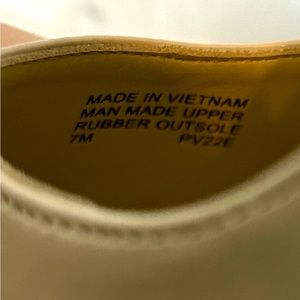 MADE IN VIETNAM
MAN MADE UPPER
RUBBER OUTSOLE
7M PV22E